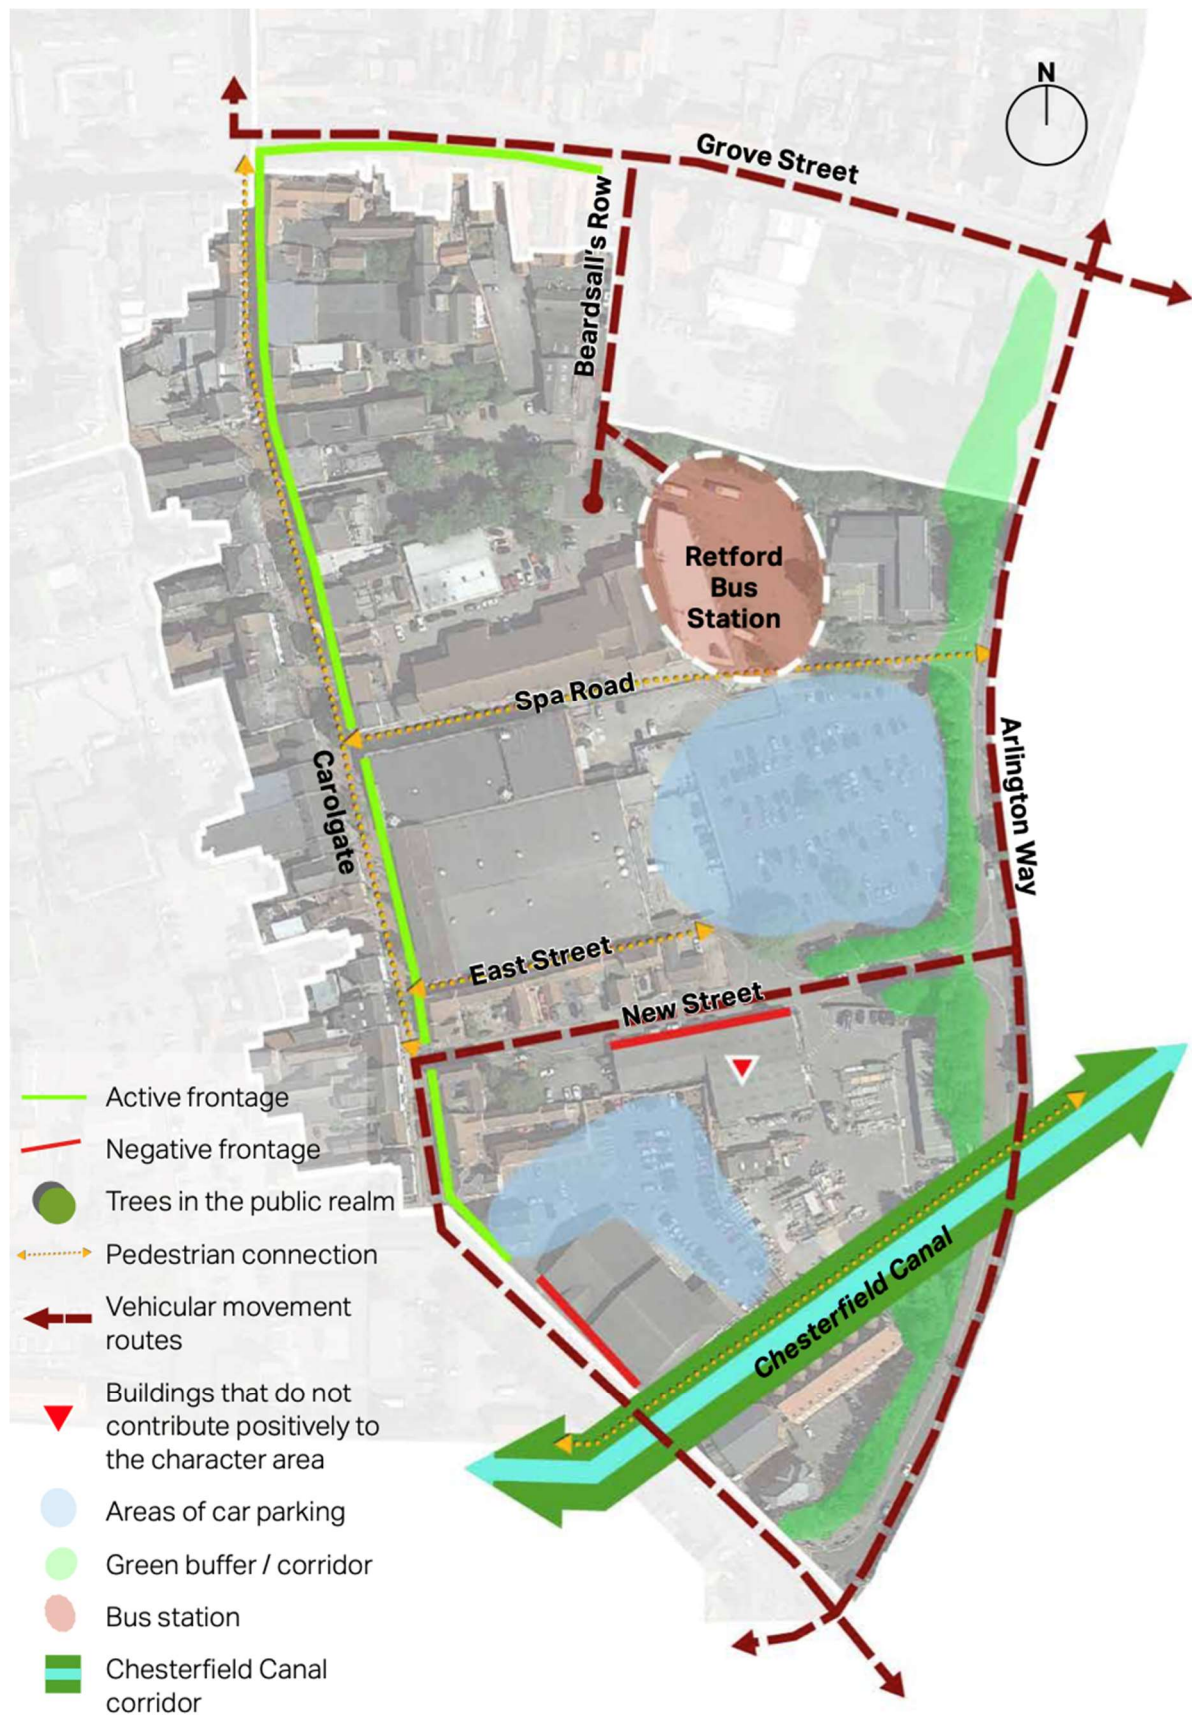 N
Grove Street
Beardsall's Row
Retford
Bus
Station
Spa Road
Carolgate
Arlington Way
East Street
New Street
Chesterfield Canal
Active frontage
Negative frontage
Trees in the public realm
Pedestrian connection
Vehicular movement
routes
Buildings that do not
contribute positively to
the character area
Areas of car parking
Green buffer / corridor
Bus station
Chesterfield Canal
corridor